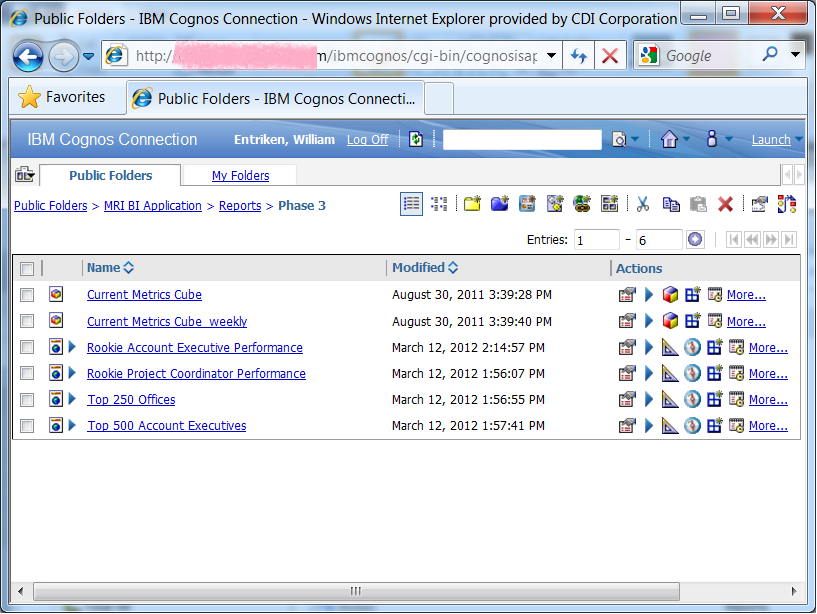 Public Folders - IBM Cognos Connection - Windows Internet Explorer provided by CDI Corporation
http:// m/ibmcognos/cgi-bin/cognosisap Google
Favorites Public Folders - IBM Cognos Connecti...
IBM Cognos Connection Entriken, William Log Off Launch
Public Folders My Folders
Public Folders > MRI BI Application > Reports > Phase 3
Entries: 1 - 6
Name Modified Actions
Current Metrics Cube August 30, 2011 3:39:28 PM More...
Current Metrics Cube_weekly August 30, 2011 3:39:40 PM More...
Rookie Account Executive Performance March 12, 2012 2:14:57 PM More...
Rookie Project Coordinator Performance March 12, 2012 1:56:07 PM More...
Top 250 Offices March 12, 2012 1:56:55 PM More...
Top 500 Account Executives March 12, 2012 1:57:41 PM More...